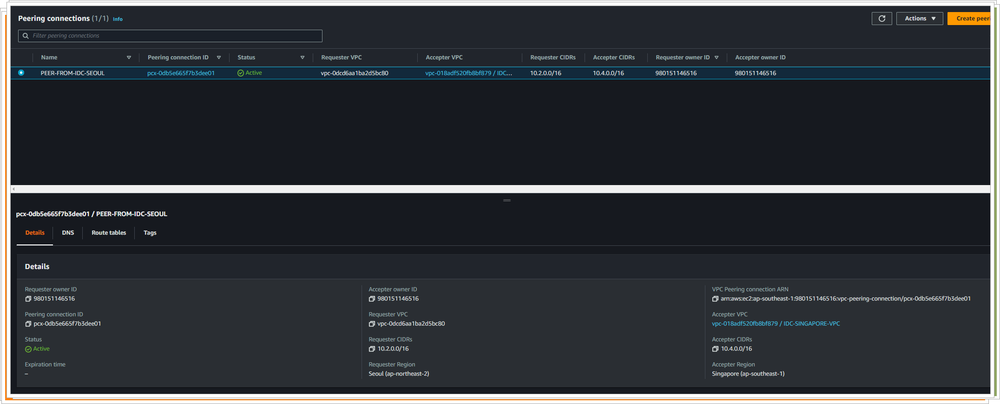 Peering connections (1/1) Info
Actions
Create peeri
Filter peering connections
Name Peering connection ID Status Requester VPC Accepter VPC Requester CIDRs Accepter CIDRs Requester owner ID Accepter owner ID
PEER-FROM-IDC-SEOUL pcx-0db5e665f7b3dee01 Active vpc-0dcd6aa1ba2d5bc80 vpc-018adf520fb8bf879 / IDC... 10.2.0.0/16 10.4.0.0/16 980151146516 980151146516
pcx-0db5e665f7b3dee01 / PEER-FROM-IDC-SEOUL
Details DNS Route tables Tags
Details
Requester owner ID
980151146516
Peering connection ID
pcx-0db5e665f7b3dee01
Status
Active
Expiration time
–
Accepter owner ID
980151146516
Requester VPC
vpc-0dcd6aa1ba2d5bc80
Requester CIDRs
10.2.0.0/16
Requester Region
Seoul (ap-northeast-2)
VPC Peering connection ARN
arn:aws:ec2:ap-southeast-1:980151146516:vpc-peering-connection/pcx-0db5e665f7b3dee01
Accepter VPC
vpc-018adf520fb8bf879 / IDC-SINGAPORE-VPC
Accepter CIDRs
10.4.0.0/16
Accepter Region
Singapore (ap-southeast-1)